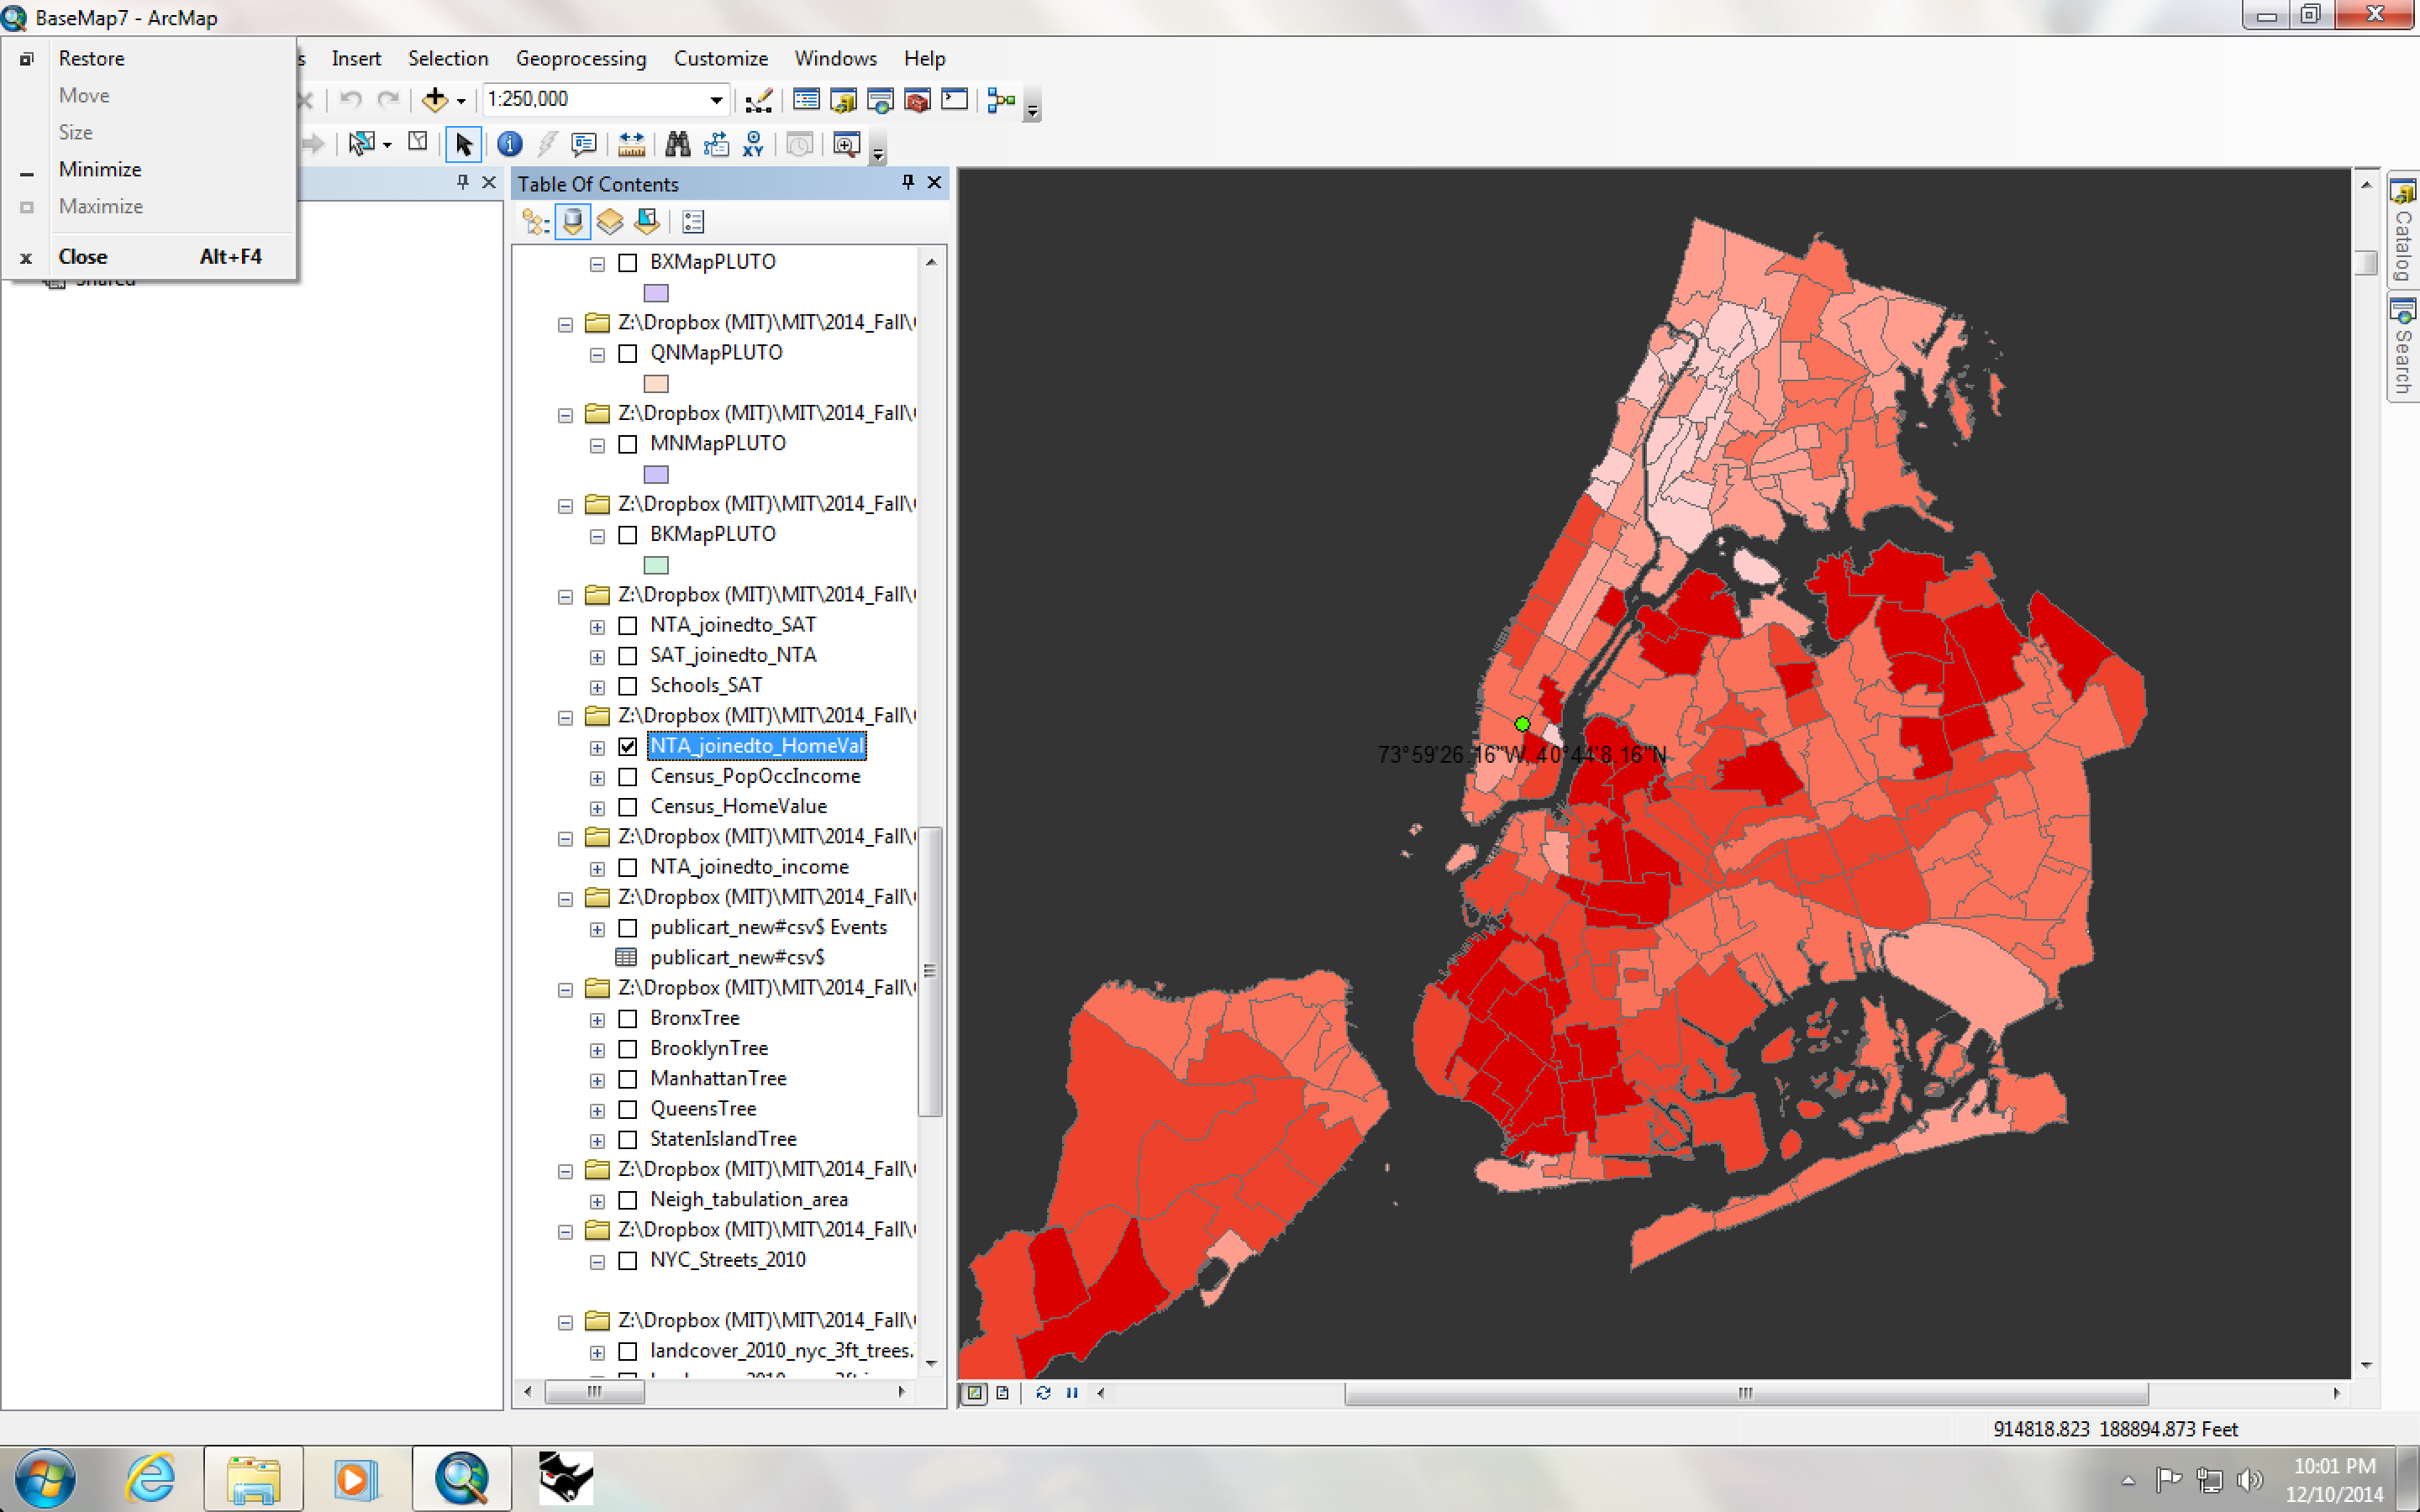 BaseMap7 - ArcMap
Restore
Move
Size
Minimize
Maximize
Close Alt+F4
s Insert Selection Geoprocessing Customize Windows Help
1:250,000
XY
Table Of Contents
BXMapPLUTO
Z:\Dropbox (MIT)\MIT\2014_Fall\
QNMapPLUTO
Z:\Dropbox (MIT)\MIT\2014_Fall\
MNMapPLUTO
Z:\Dropbox (MIT)\MIT\2014_Fall\
BKMapPLUTO
Z:\Dropbox (MIT)\MIT\2014_Fall\
NTA_joinedto_SAT
SAT_joinedto_NTA
Schools_SAT
Z:\Dropbox (MIT)\MIT\2014_Fall\
NTA_joinedto_HomeVal
Census_PopOccIncome
Census_HomeValue
Z:\Dropbox (MIT)\MIT\2014_Fall\
NTA_joinedto_income
Z:\Dropbox (MIT)\MIT\2014_Fall\
publicart_new#csv$ Events
publicart_new#csv$
Z:\Dropbox (MIT)\MIT\2014_Fall\
BronxTree
BrooklynTree
ManhattanTree
QueensTree
StatenIslandTree
Z:\Dropbox (MIT)\MIT\2014_Fall\
Neigh_tabulation_area
Z:\Dropbox (MIT)\MIT\2014_Fall\
NYC_Streets_2010
Z:\Dropbox (MIT)\MIT\2014_Fall\
landcover_2010_nyc_3ft_trees.
73°59'26.16"W, 40°44'8.16"N
Catalog
Search
914818.823 188894.873 Feet
10:01 PM
12/10/2014